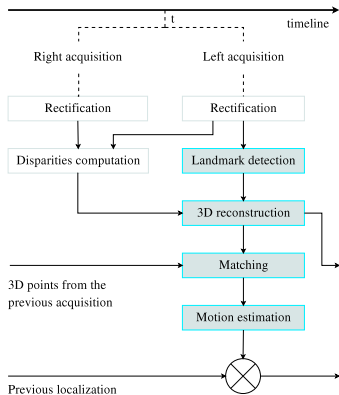 timeline
t
Right acquisition
Left acquisition
Rectification
Rectification
Disparities computation
Landmark detection
3D reconstruction
Matching
3D points from the
previous acquisition
Motion estimation
Previous localization